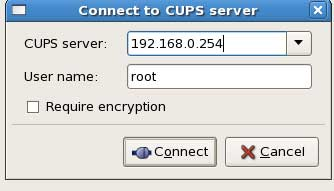 Connect to CUPS server
CUPS server: 192.168.0.254
User name: root
Require encryption
Connect Cancel